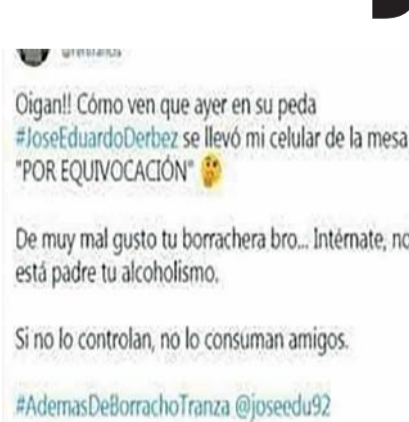 Oigan!! Cómo ven que ayer en su peda
#JoseEduardoDerbez se llevó mi celular de la mesa
"POR EQUIVOCACIÓN" 🤔
De muy mal gusto tu borrachera bro... Intérnate, no
está padre tu alcoholismo.
Si no lo controlan, no lo consuman amigos.
#AdemasDeBorrachoTranza @joseedu92